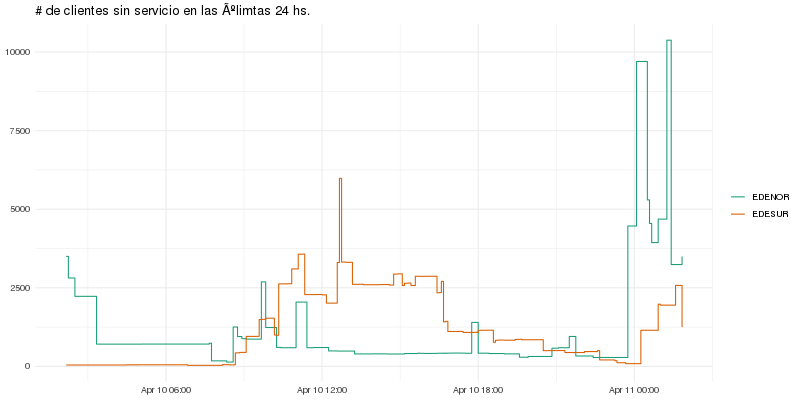 # de clientes sin servicio en las Ãºlimtas 24 hs.
10000
7500
5000
2500
0
Apr 10 06:00 Apr 10 12:00 Apr 10 18:00 Apr 11 00:00
EDENOR
EDESUR